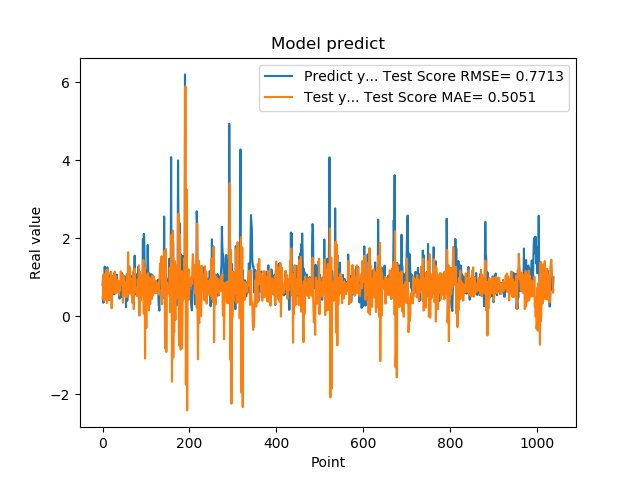 Model predict
Predict y... Test Score RMSE= 0.7713
Test y... Test Score MAE= 0.5051
6
4
2
0
−2
Real value
0 200 400 600 800 1000
Point